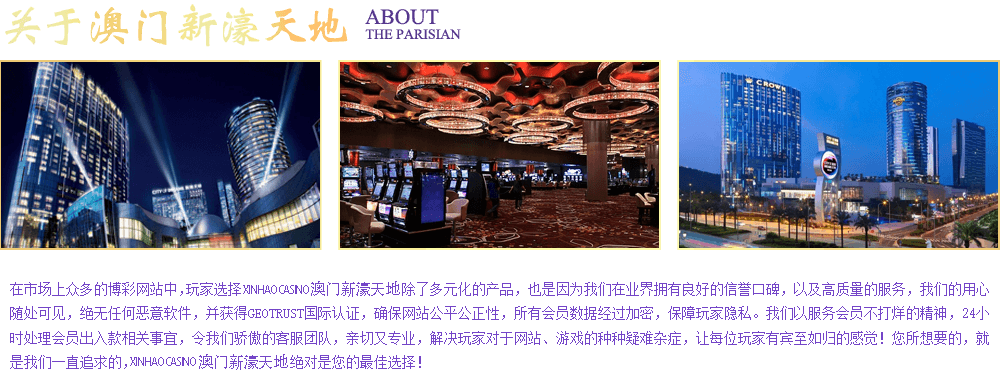 关于澳门新濠天地
ABOUT
THE PARISIAN
CROWN
CROWN
在市场上众多的博彩网站中,玩家选择XINHAOCASINO澳门新濠天地除了多元化的产品，也是因为我们在业界拥有良好的信誉口碑，以及高质量的服务，我们的用心
随处可见，绝无任何恶意软件，并获得GEOTRUST国际认证，确保网站公平公正性，所有会员数据经过加密，保障玩家隐私。我们以服务会员不打烊的精神，24小
时处理会员出入款相关事宜，令我们骄傲的客服团队，亲切又专业，解决玩家对于网站、游戏的种种疑难杂症，让每位玩家有宾至如归的感觉！您所想要的，就
是我们一直追求的,XINHAOCASINO澳门新濠天地绝对是您的最佳选择！